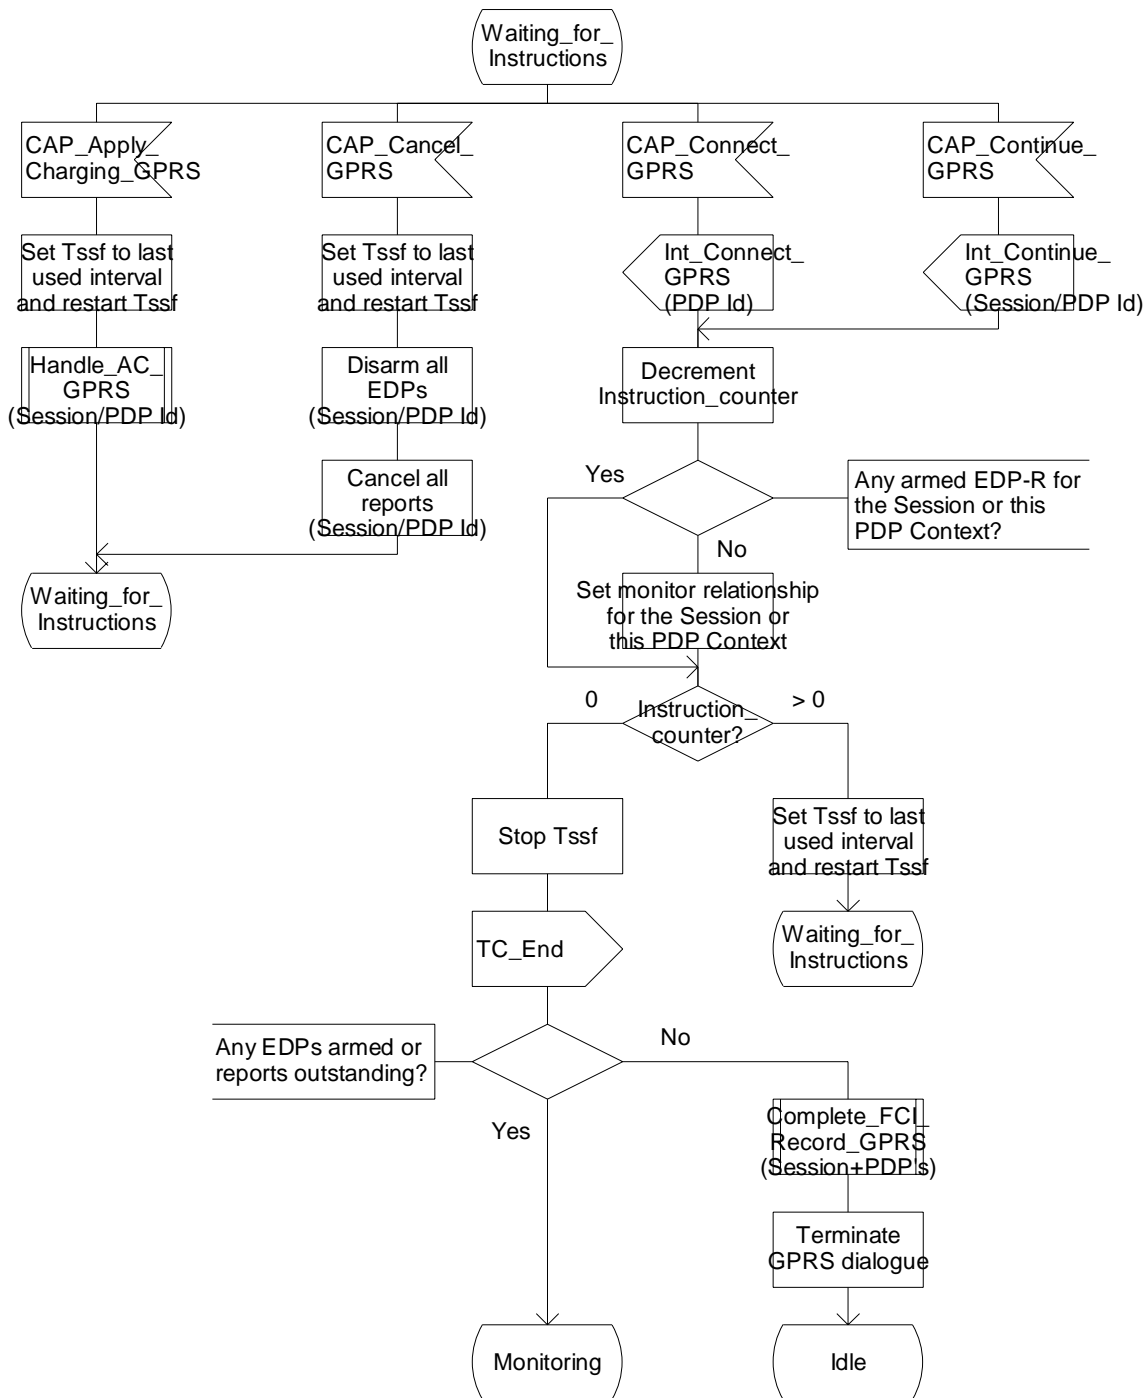 Waiting_for_
Instructions
CAP_Apply_
Charging_GPRS
CAP_Cancel_
GPRS
CAP_Connect_
GPRS
CAP_Continue_
GPRS
Set Tssf to last
used interval
and restart Tssf
Set Tssf to last
used interval
and restart Tssf
Int_Connect_
GPRS
(PDP Id)
Int_Continue_
GPRS
(Session/PDP Id)
Handle_AC_
GPRS
(Session/PDP Id)
Disarm all
EDPs
(Session/PDP Id)
Decrement
Instruction_counter
Cancel all
reports
(Session/PDP Id)
Yes
Any armed EDP-R for
the Session or this
PDP Context?
No
Waiting_for_
Instructions
Set monitor relationship
for the Session or
this PDP Context
0
Instruction_
counter?
> 0
Stop Tssf
Set Tssf to last
used interval
and restart Tssf
TC_End
Waiting_for_
Instructions
Any EDPs armed or
reports outstanding?
No
Yes
Complete_FCI_
Record_GPRS
(Session+PDP's)
Terminate
GPRS dialogue
Monitoring
Idle